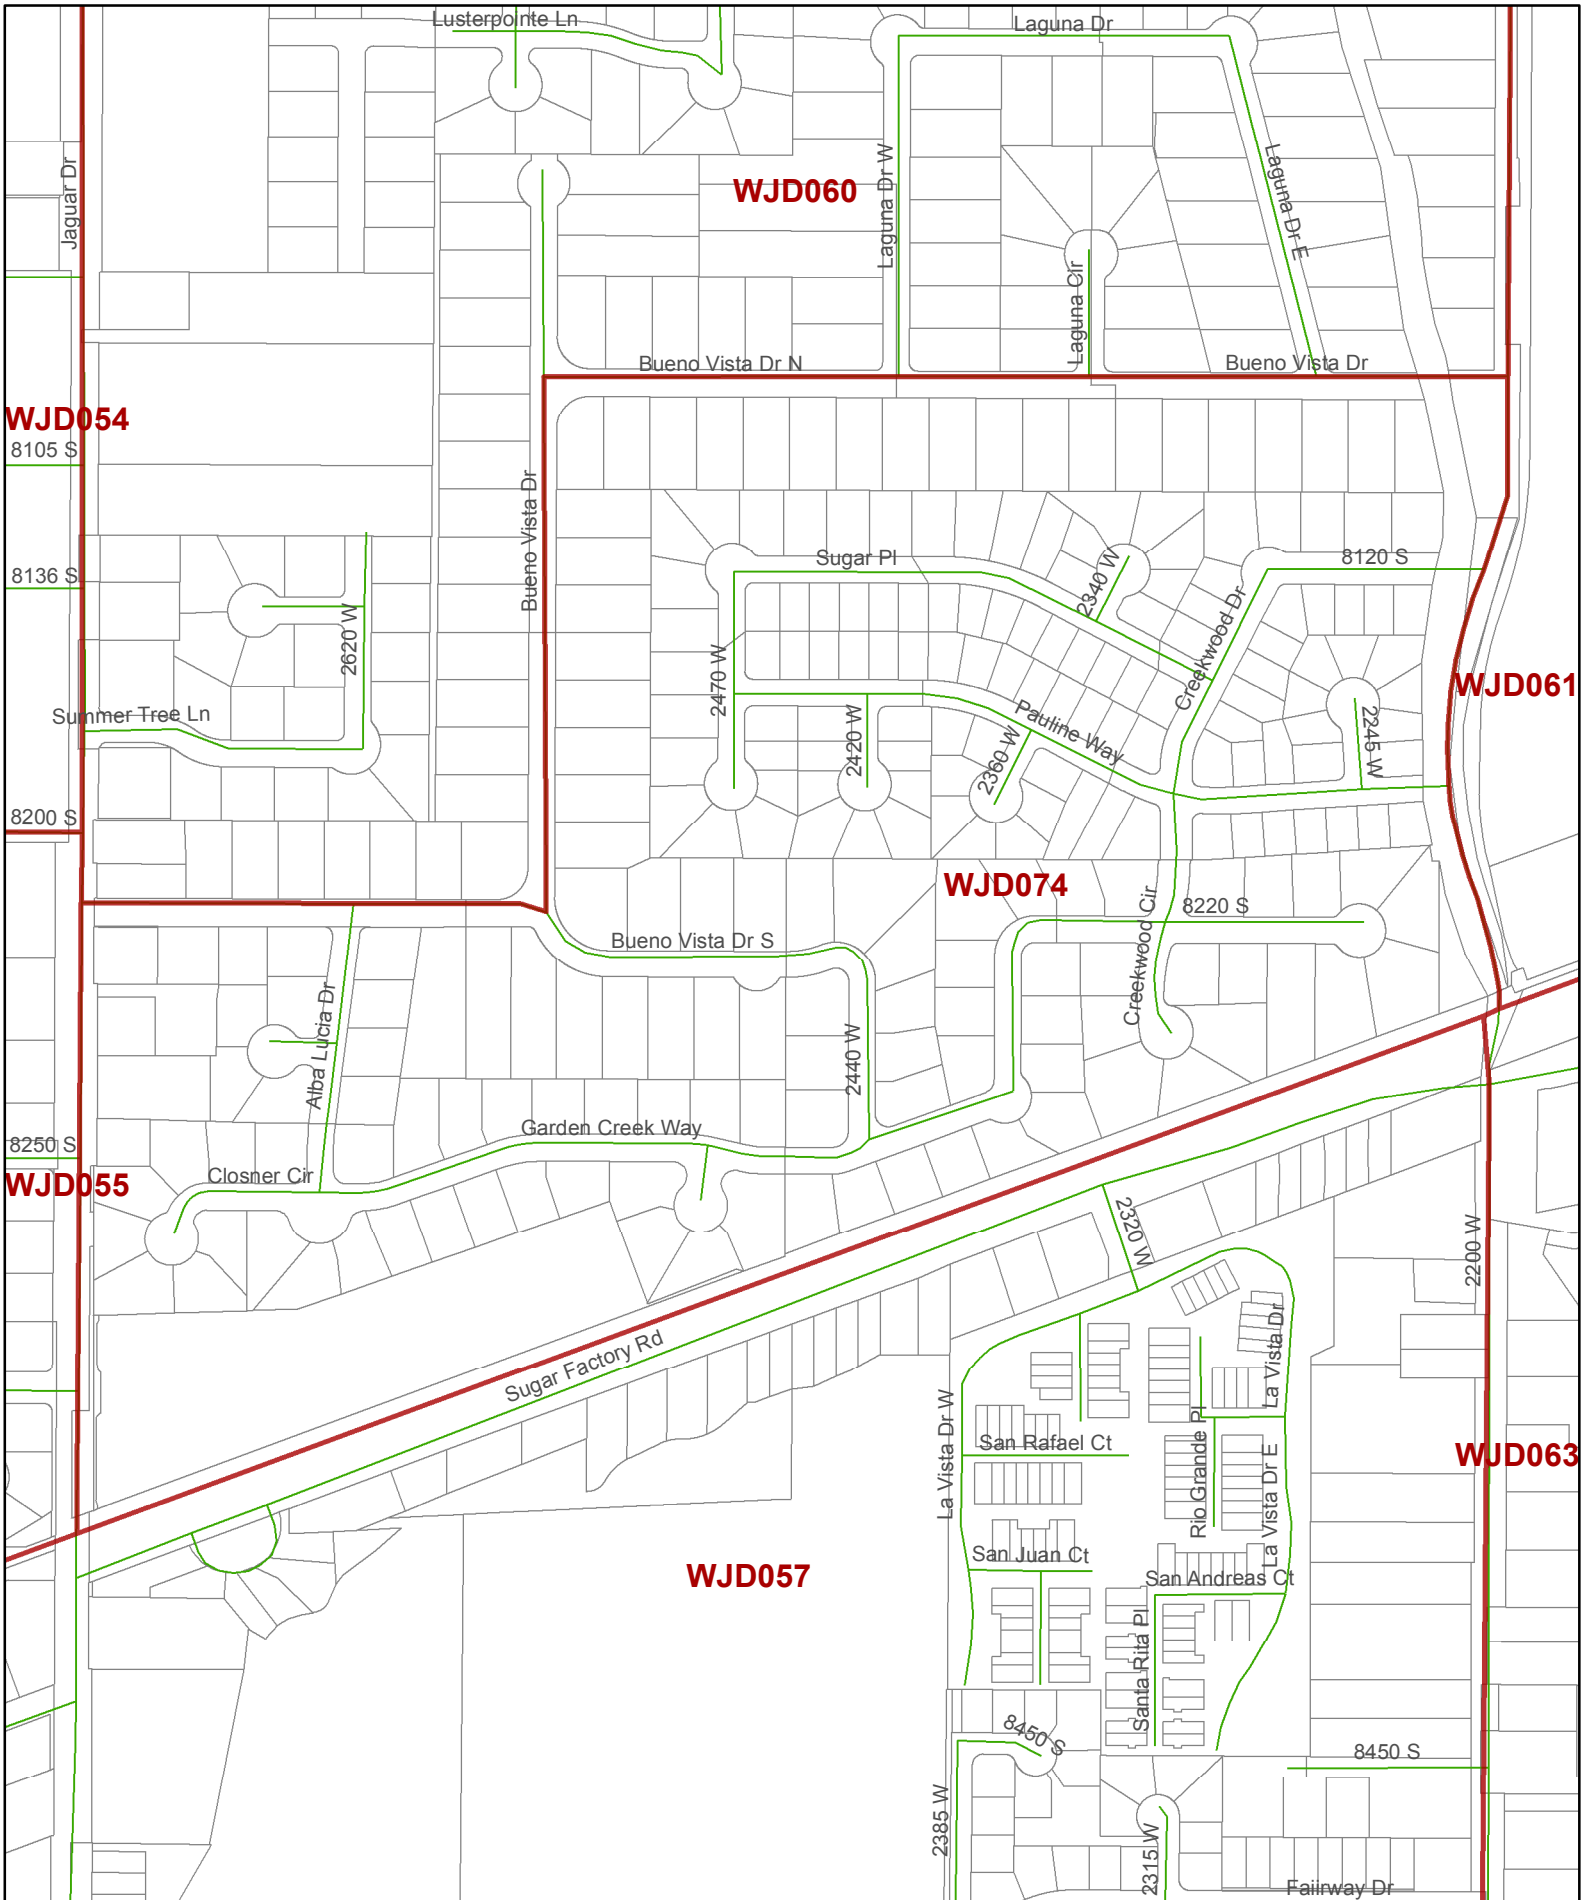 Lusterpointe Ln
Laguna Dr
Jaguar Dr
Laguna Dr W
WJD060
Laguna Dr E
Laguna Cir
Bueno Vista Dr N
Bueno Vista Dr
WJD054
8105 S
Bueno Vista Dr
Sugar Pl
2340 W
8120 S
8136 S
2620 W
Creekwood Dr
2470 W
WJD061
Summer Tree Ln
2420 W
Pauline Way
2360 W
2245 W
8200 S
WJD074
Creekwood Cir
8220 S
Bueno Vista Dr S
Alba Lucia Dr
2440 W
Garden Creek Way
8250 S
Closner Cir
WJD055
2320 W
2200 W
Sugar Factory Rd
La Vista Dr
La Vista Dr W
San Rafael Ct
Rio Grande Pl
La Vista Dr E
WJD063
San Juan Ct
WJD057
San Andreas Ct
Santa Rita Pl
8450 S
8450 S
2385 W
2315 W
Faiirway Dr